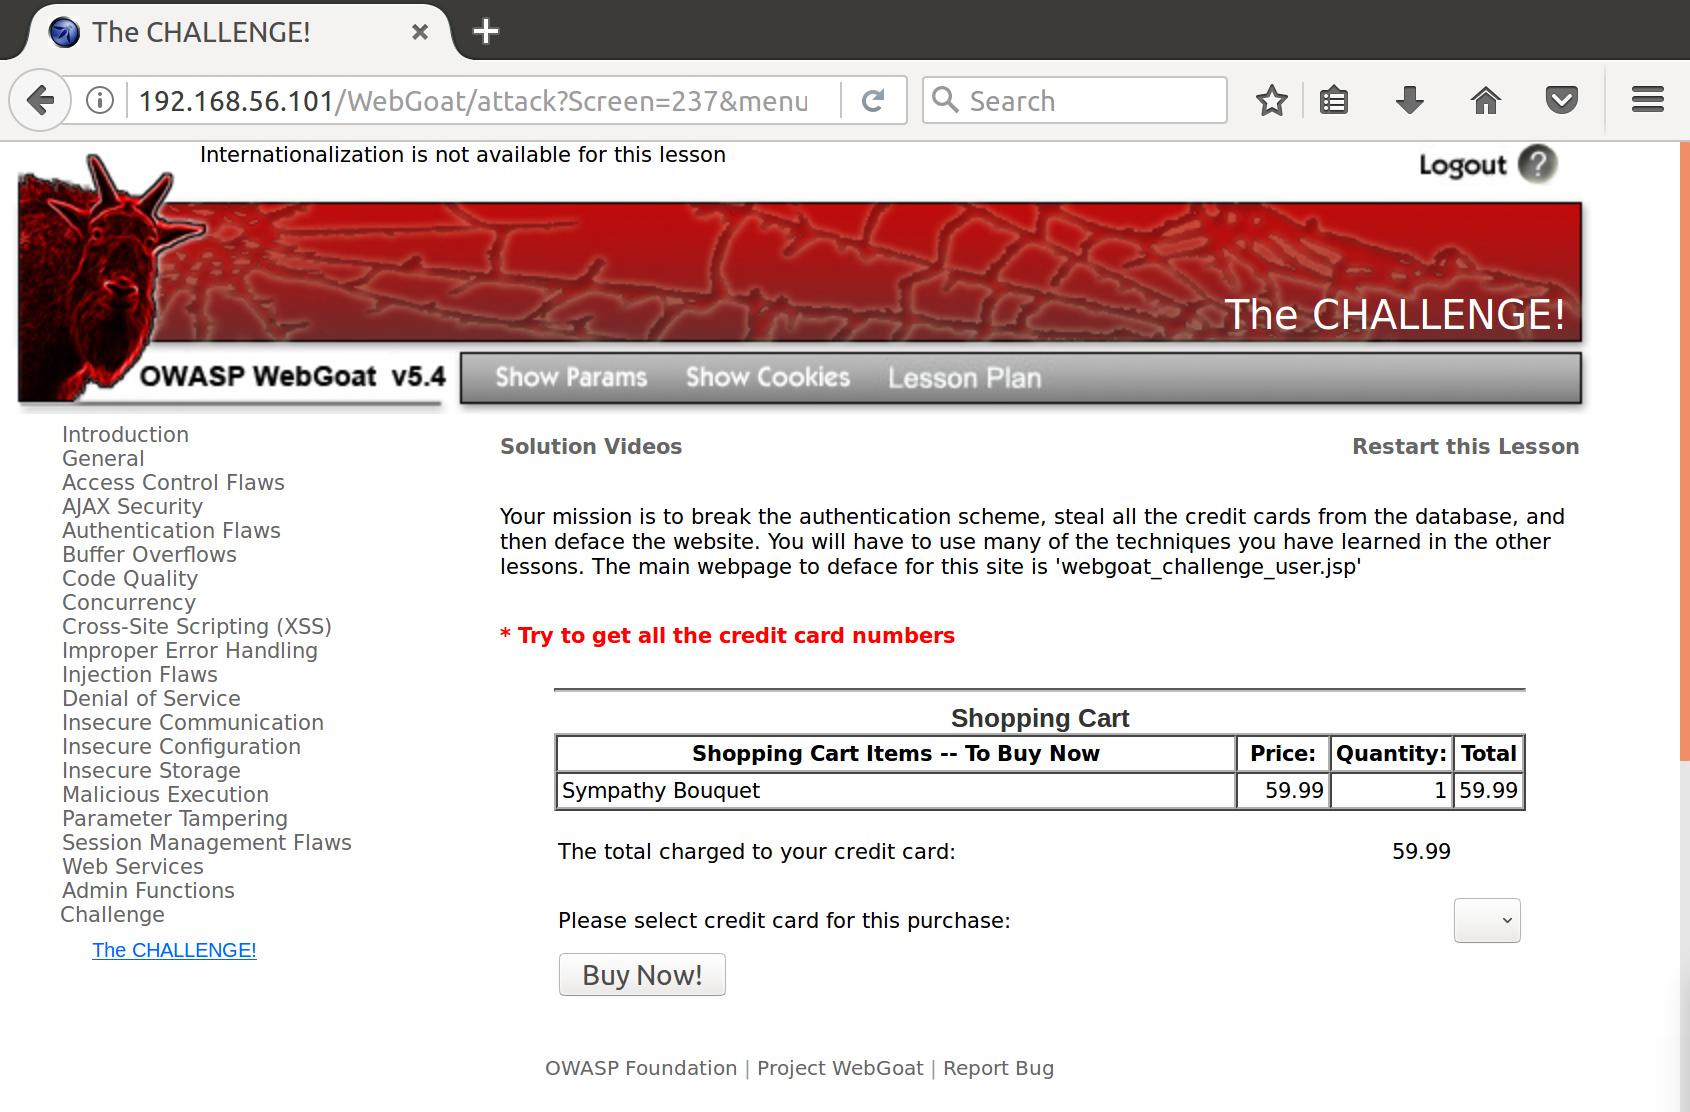 The CHALLENGE!
192.168.56.101/WebGoat/attack?Screen=237&menu
Search
Internationalization is not available for this lesson
Logout ?
The CHALLENGE!
OWASP WebGoat v5.4
Show Params Show Cookies Lesson Plan
Introduction
General
Access Control Flaws
AJAX Security
Authentication Flaws
Buffer Overflows
Code Quality
Concurrency
Cross-Site Scripting (XSS)
Improper Error Handling
Injection Flaws
Denial of Service
Insecure Communication
Insecure Configuration
Insecure Storage
Malicious Execution
Parameter Tampering
Session Management Flaws
Web Services
Admin Functions
Challenge
The CHALLENGE!
Solution Videos Restart this Lesson
Your mission is to break the authentication scheme, steal all the credit cards from the database, and
then deface the website. You will have to use many of the techniques you have learned in the other
lessons. The main webpage to deface for this site is 'webgoat_challenge_user.jsp'
* Try to get all the credit card numbers
Shopping Cart
Shopping Cart Items -- To Buy Now Price: Quantity: Total
Sympathy Bouquet 59.99 1 59.99
The total charged to your credit card: 59.99
Please select credit card for this purchase:
Buy Now!
OWASP Foundation | Project WebGoat | Report Bug